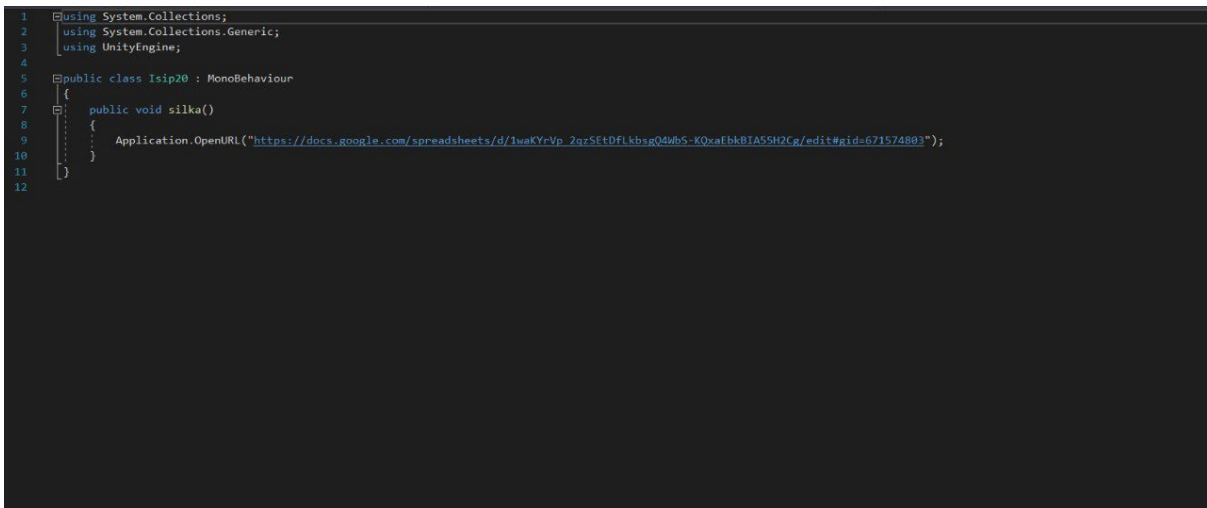 1 using System.Collections;
2 using System.Collections.Generic;
3 using UnityEngine;
4
5 public class Isip20 : MonoBehaviour
6 {
7 public void silka()
8 {
9 Application.OpenURL("https://docs.google.com/spreadsheets/d/1waKYrVp_2qzSEtDfLkbsgQ4WbS-KQxaEbkBIA55H2Cg/edit#gid=671574803");
10 }
11 }
12